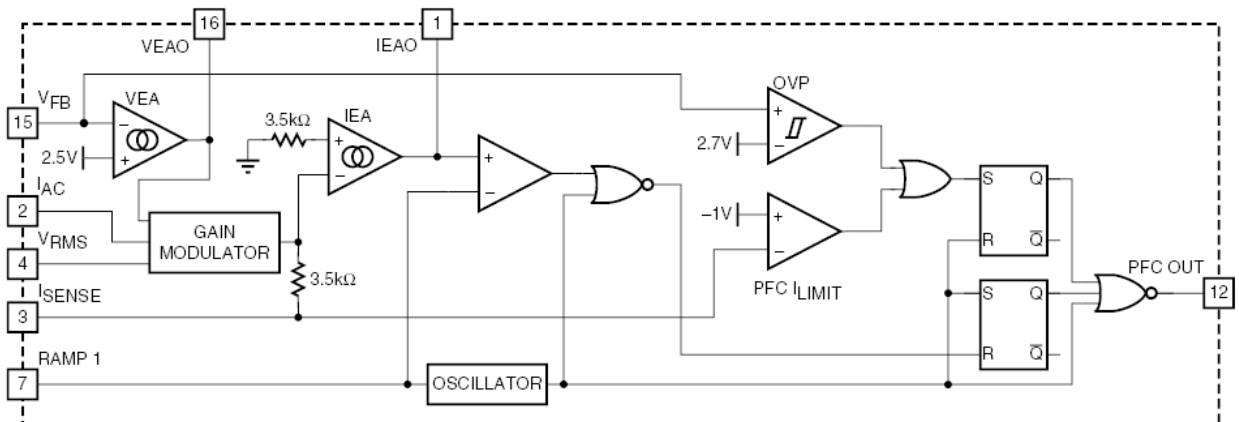 16
1
VEAO
IEAO
VFB
15
VEA
−
+
2.5V
3.5kΩ
IEA
+
−
+
−
OVP
+
−
2.7V
IAC
2
VRMS
4
GAIN
MODULATOR
3.5kΩ
−1V
+
−
PFC ILIMIT
S
Q
R
Q
S
Q
R
Q
PFC OUT
12
ISENSE
3
RAMP 1
7
OSCILLATOR